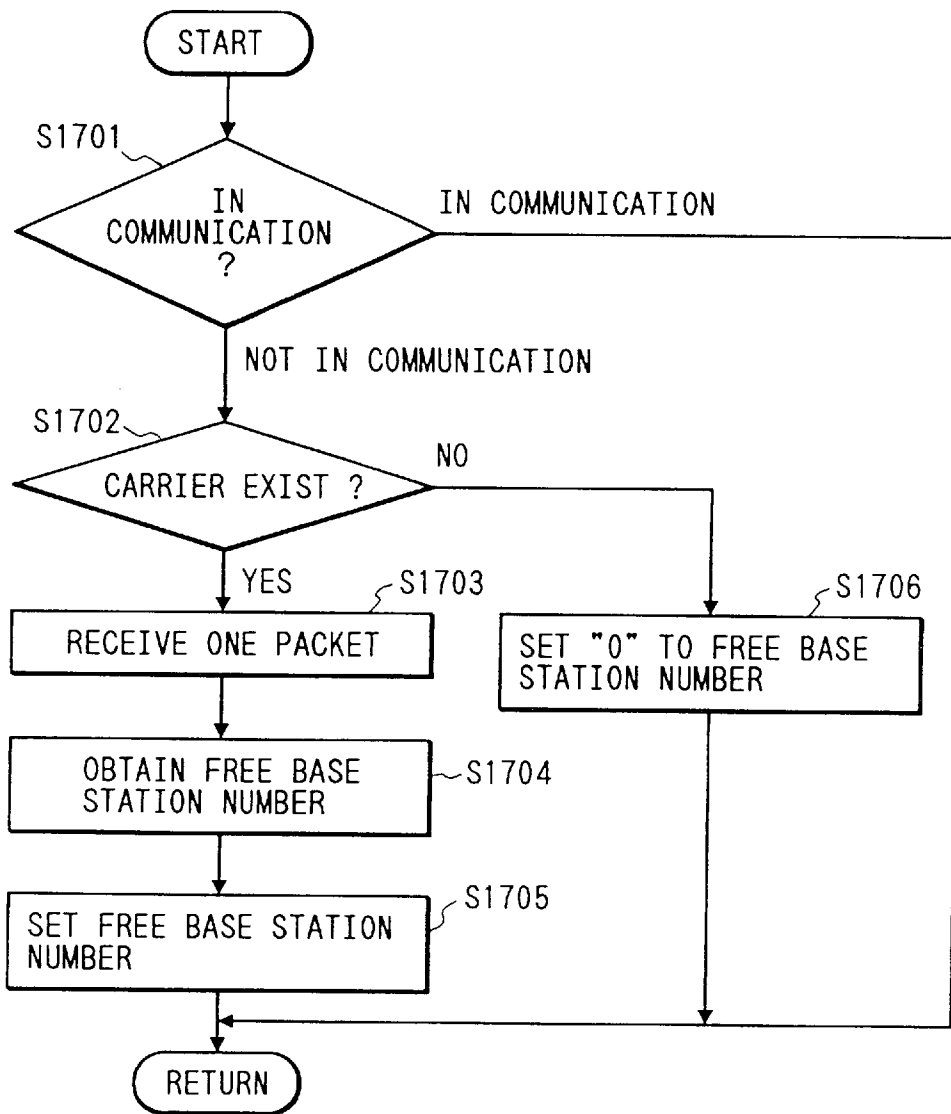 START
S1701
IN
COMMUNICATION
?
IN COMMUNICATION
NOT IN COMMUNICATION
S1702
CARRIER EXIST ?
NO
YES
S1703
RECEIVE ONE PACKET
S1706
SET "0" TO FREE BASE
STATION NUMBER
OBTAIN FREE BASE
STATION NUMBER
S1704
SET FREE BASE STATION
NUMBER
S1705
RETURN